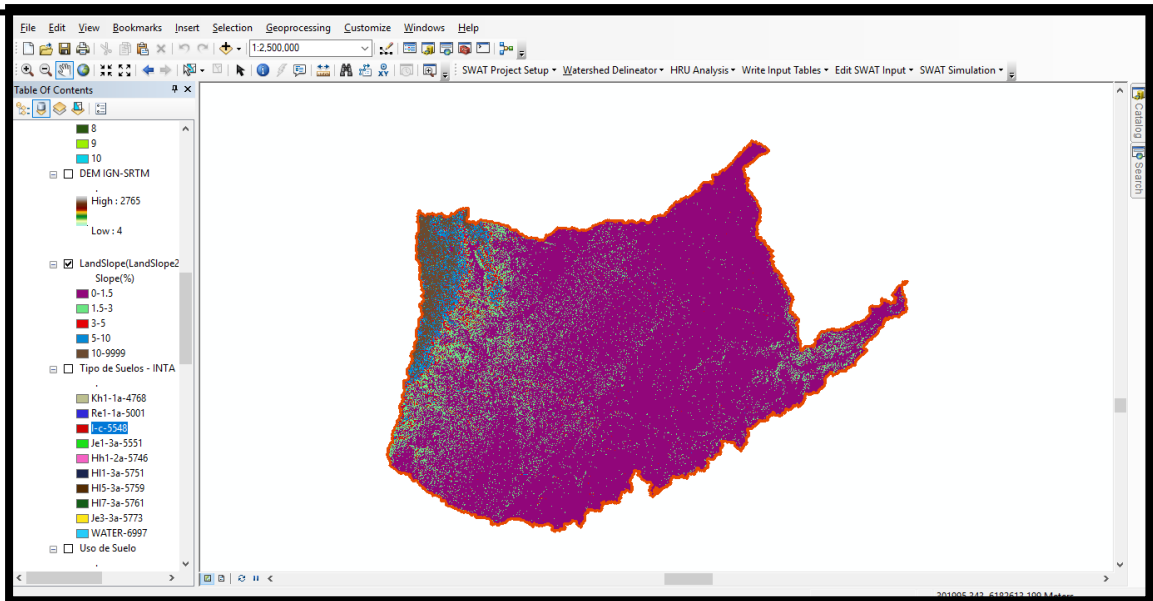 File Edit View Bookmarks Insert Selection Geoprocessing Customize Windows Help
1:2,500,000
SWAT Project Setup Watershed Delineator HRU Analysis Write Input Tables Edit SWAT Input SWAT Simulation
Table Of Contents
8
9
10
DEM IGN-SRTM
High : 2765
Low : 4
LandSlope(LandSlope2
Slope(%)
0-1.5
1.5-3
3-5
5-10
10-9999
Tipo de Suelos - INTA
Kh1-1a-4768
Re1-1a-5001
I-c-5548
Je1-3a-5551
Hh1-2a-5746
Hl1-3a-5751
Hl5-3a-5759
Hl7-3a-5761
Je3-3a-5773
WATER-6997
Uso de Suelo
Catalog
Search